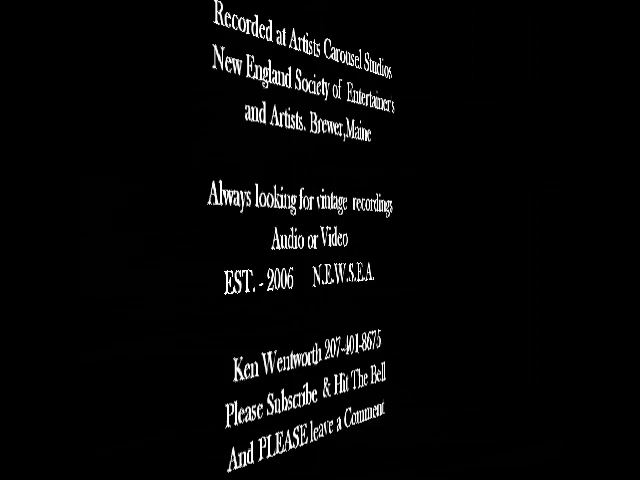 Recorded at Artists Carousel Studios
New England Society of Entertainers
and Artists. Brewer,Maine
Always looking for vintage recordings
Audio or Video
EST. - 2006 N.E.W.S.E.A.
Ken Wentworth 207-401-8675
Please Subscribe & Hit The Bell
And PLEASE leave a Comment